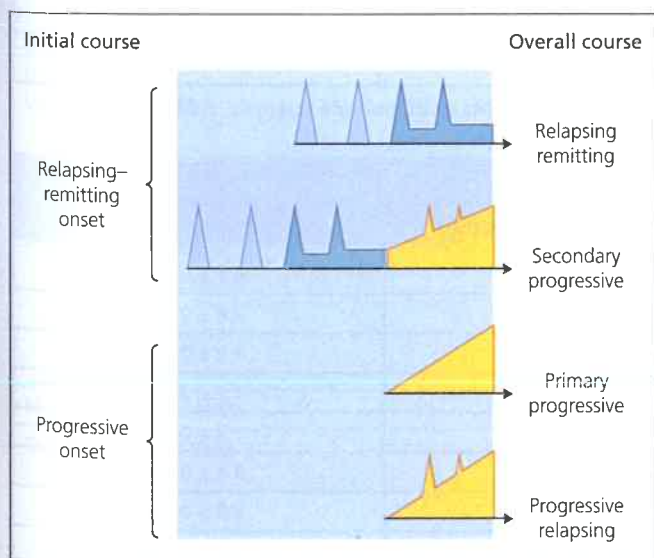 Initial course
Overall course
Relapsing
remitting
Relapsing–
remitting
onset
Secondary
progressive
Primary
progressive
Progressive
onset
Progressive
relapsing